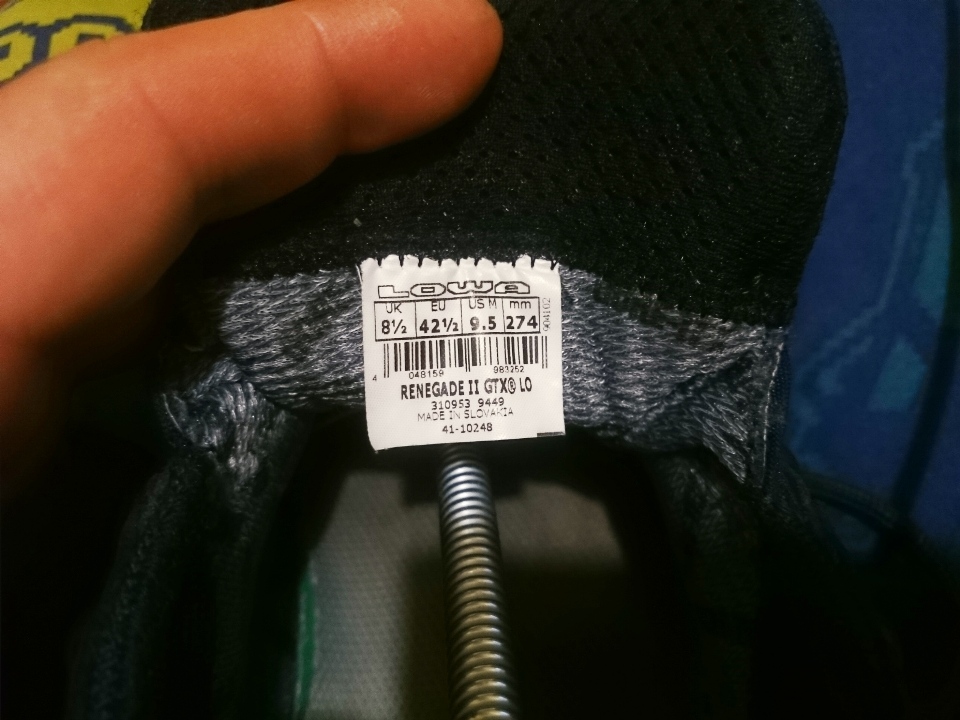 LOWA
UK EU US M mm
8½ 42½ 9.5 274
4 048159 983252
RENEGADE II GTX® LO
310953 9449
MADE IN SLOVAKIA
41-10248